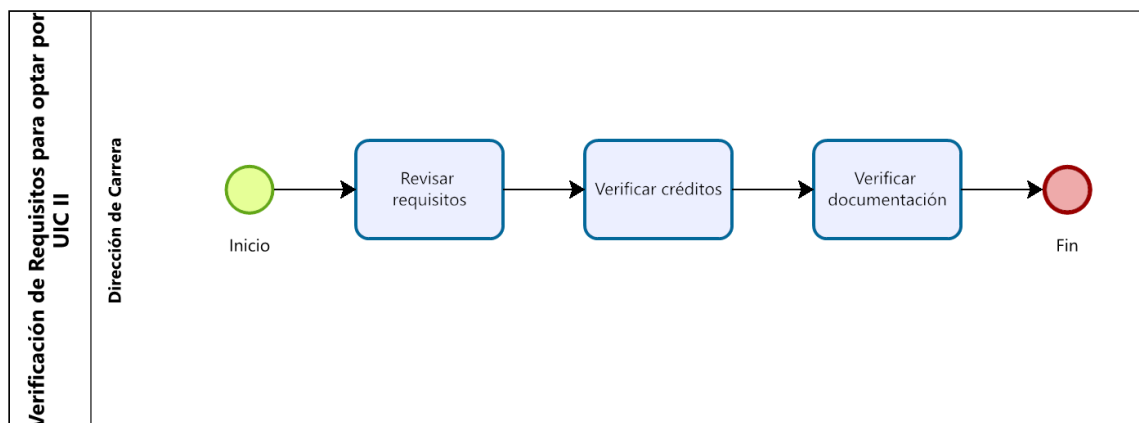 Verificación de Requisitos para optar por
UIC II
Dirección de Carrera
Inicio
Revisar
requisitos
Verificar créditos
Verificar
documentación
Fin